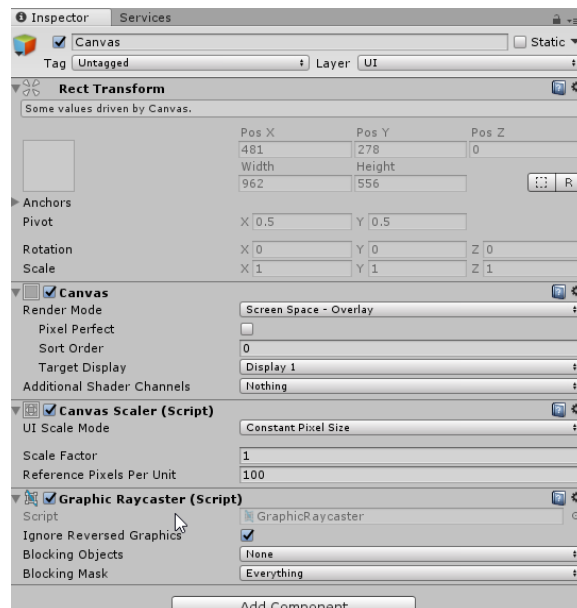 Inspector Services
Canvas Static
Tag Untagged Layer UI
Rect Transform
Some values driven by Canvas.
Pos X Pos Y Pos Z
481 278 0
Width Height
962 556 R
Anchors
Pivot X 0.5 Y 0.5
Rotation X 0 Y 0 Z 0
Scale X 1 Y 1 Z 1
Canvas
Render Mode Screen Space - Overlay
Pixel Perfect
Sort Order 0
Target Display Display 1
Additional Shader Channels Nothing
Canvas Scaler (Script)
UI Scale Mode Constant Pixel Size
Scale Factor 1
Reference Pixels Per Unit 100
Graphic Raycaster (Script)
Script GraphicRaycaster
Ignore Reversed Graphics
Blocking Objects None
Blocking Mask Everything
Add Component